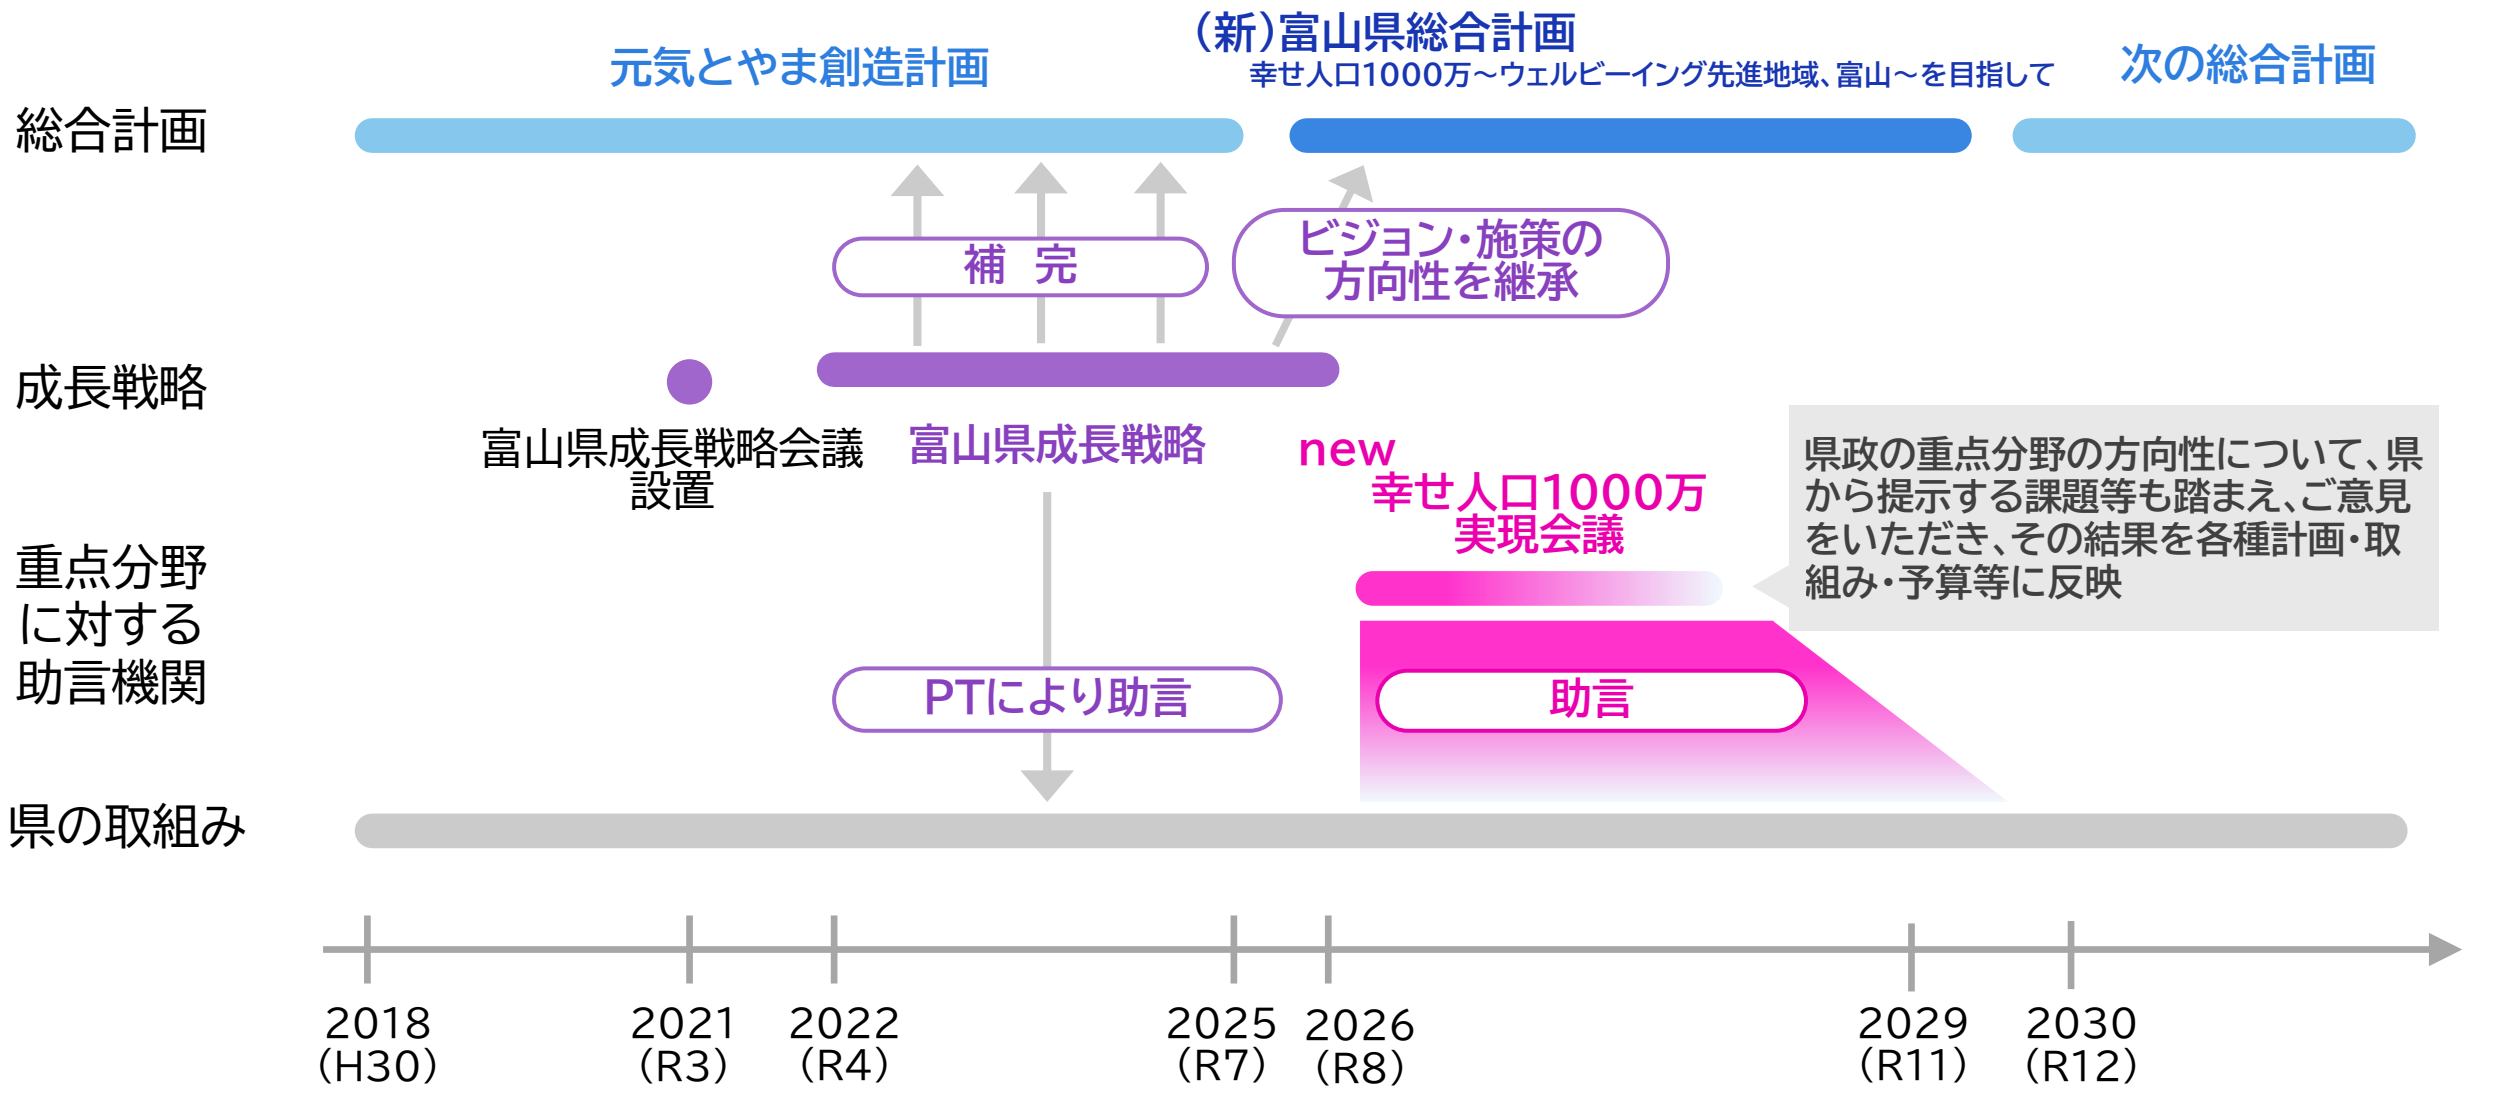 (新)富山県総合計画
幸せ人口1000万～ウェルビーイング先進地域、富山～を目指して
元気とやま創造計画
次の総合計画
総合計画
補 完
ビジョン・施策の
方向性を継承
成長戦略
富山県成長戦略会議
設置
富山県成長戦略
new
幸せ人口1000万
実現会議
県政の重点分野の方向性について、県
から提示する課題等も踏まえ、ご意見
をいただき、その結果を各種計画・取
組み・予算等に反映
重点分野
に対する
助言機関
PTによる助言
助言
県の取組み
2018
(H30)
2021
(R3)
2022
(R4)
2025
(R7)
2026
(R8)
2029
(R11)
2030
(R12)